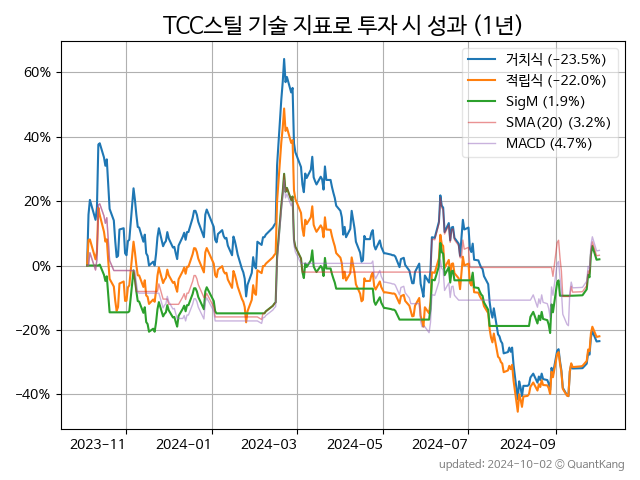 TCC스틸 기술 지표로 투자 시 성과 (1년)
거치식 (-23.5%)
적립식 (-22.0%)
SigM (1.9%)
SMA(20) (3.2%)
MACD (4.7%)
60%
40%
20%
0%
-20%
-40%
2023-11
2024-01
2024-03
2024-05
2024-07
2024-09
updated: 2024-10-02 © QuantKang